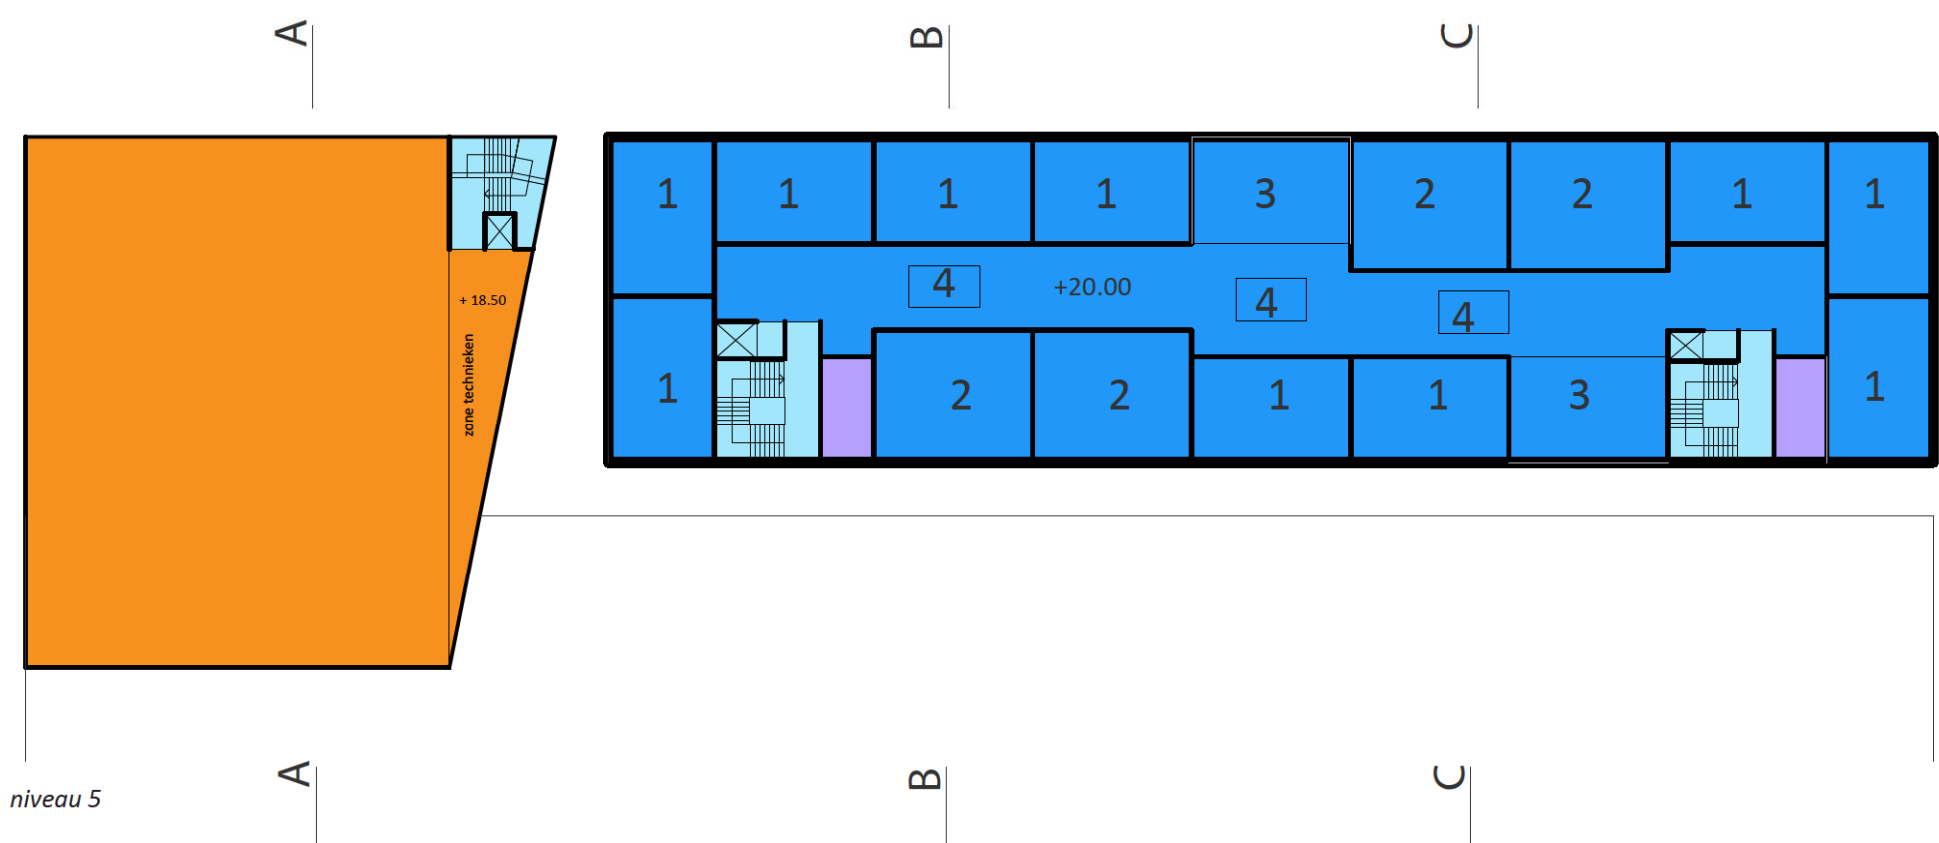 A B C
1 1 1 1 3 2 2 1 1
4 +20.00 4 4
+ 18.50
zone technieken
1 2 2 1 1 3 1
A B C
niveau 5